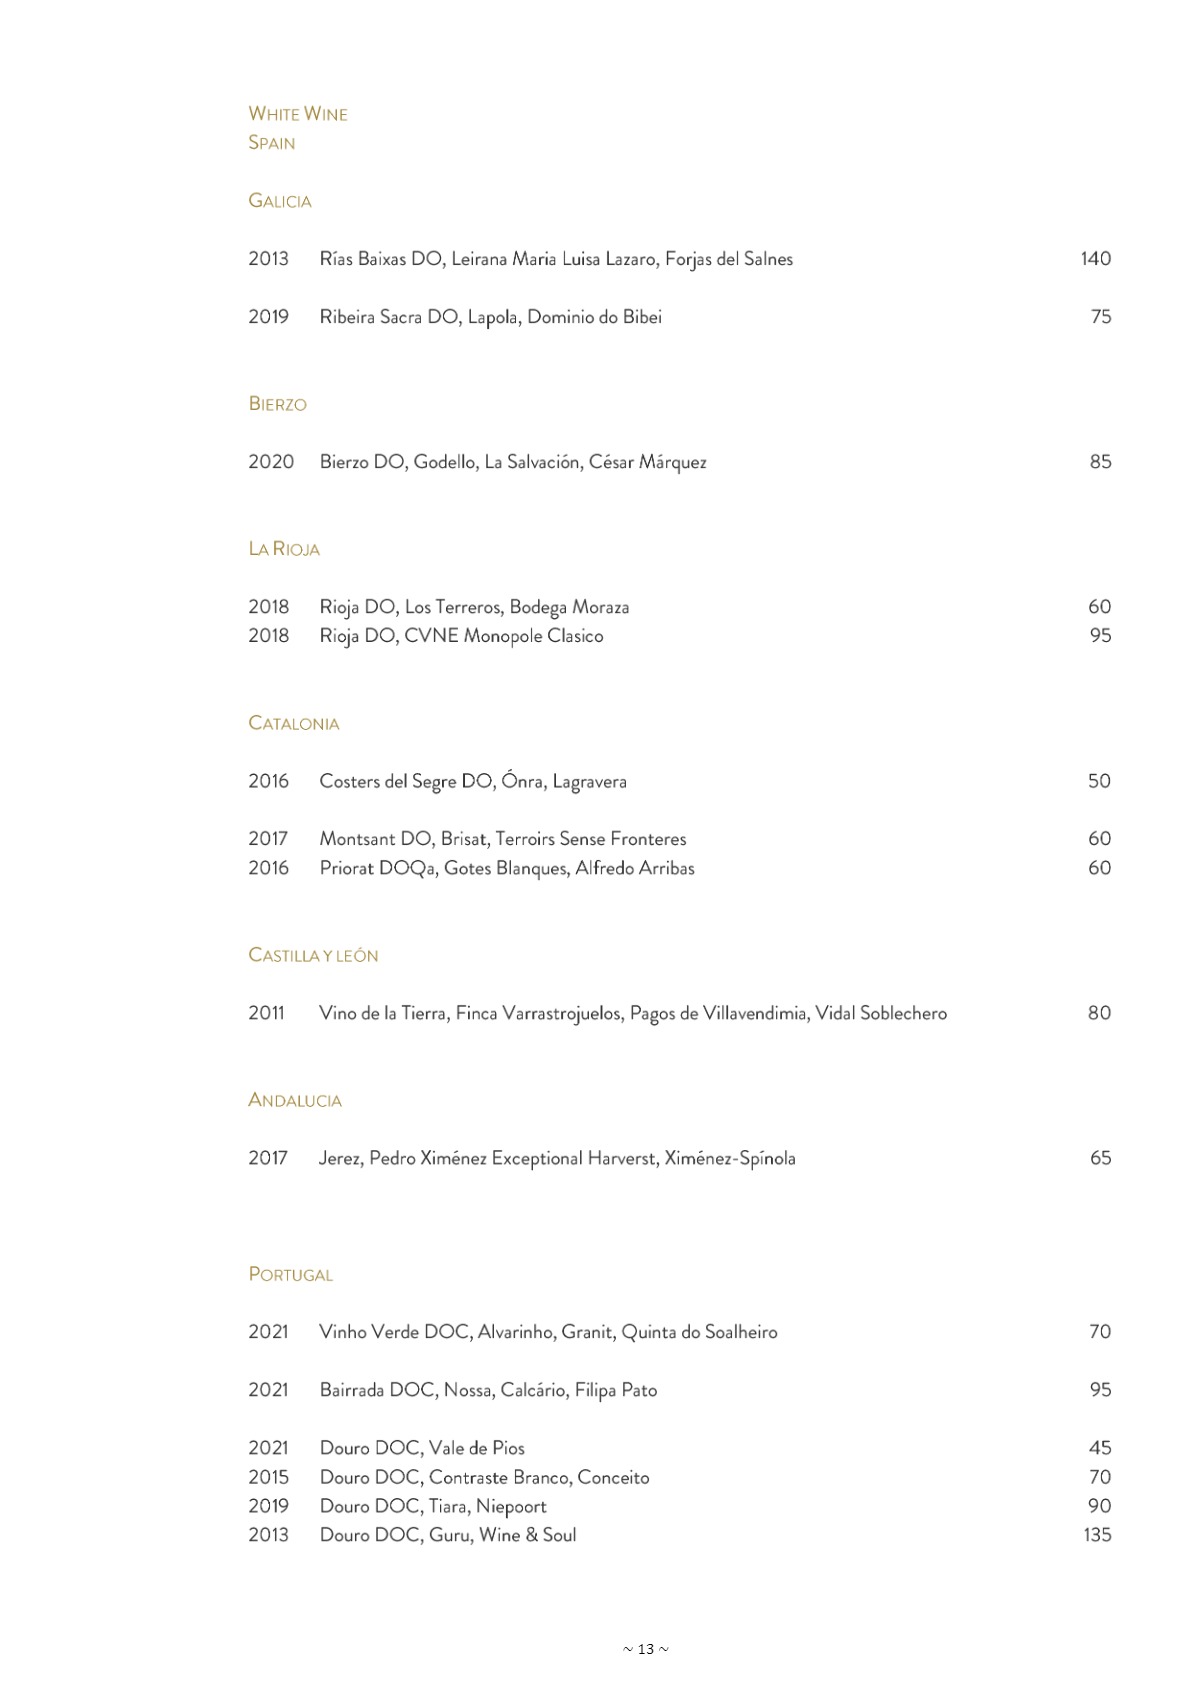 White Wine
Spain
Galicia
2013 Rías Baixas DO, Leirana Maria Luisa Lazaro, Forjas del Salnes 140
2019 Ribeira Sacra DO, Lapola, Dominio do Bibei 75
Bierzo
2020 Bierzo DO, Godello, La Salvación, César Márquez 85
La Rioja
2018 Rioja DO, Los Terreros, Bodega Moraza 60
2018 Rioja DO, CVNE Monopole Clasico 95
Catalonia
2016 Costers del Segre DO, Ónra, Lagravera 50
2017 Montsant DO, Brisat, Terroirs Sense Fronteres 60
2016 Priorat DOQa, Gotes Blanques, Alfredo Arribas 60
Castilla y león
2011 Vino de la Tierra, Finca Varrastrojuelos, Pagos de Villavendimia, Vidal Soblechero 80
Andalucia
2017 Jerez, Pedro Ximénez Exceptional Harverst, Ximénez-Spínola 65
Portugal
2021 Vinho Verde DOC, Alvarinho, Granit, Quinta do Soalheiro 70
2021 Bairrada DOC, Nossa, Calcário, Filipa Pato 95
2021 Douro DOC, Vale de Pios 45
2015 Douro DOC, Contraste Branco, Conceito 70
2019 Douro DOC, Tiara, Niepoort 90
2013 Douro DOC, Guru, Wine & Soul 135
~ 13 ~